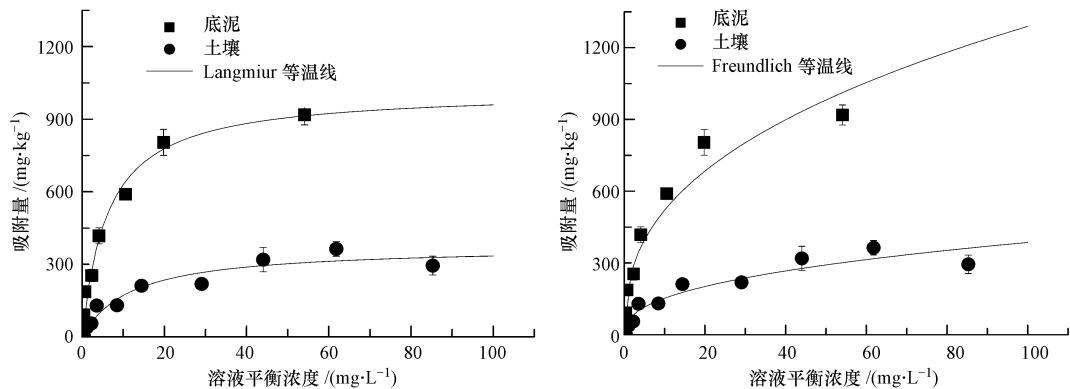 底泥
土壤
Langmiur 等温线
1200
900
600
300
0
吸附量 /(mg·kg⁻¹)
0 20 40 60 80 100
溶液平衡浓度 /(mg·L⁻¹)
底泥
土壤
Freundlich 等温线
1200
900
600
300
0
吸附量 /(mg·kg⁻¹)
0 20 40 60 80 100
溶液平衡浓度 /(mg·L⁻¹)